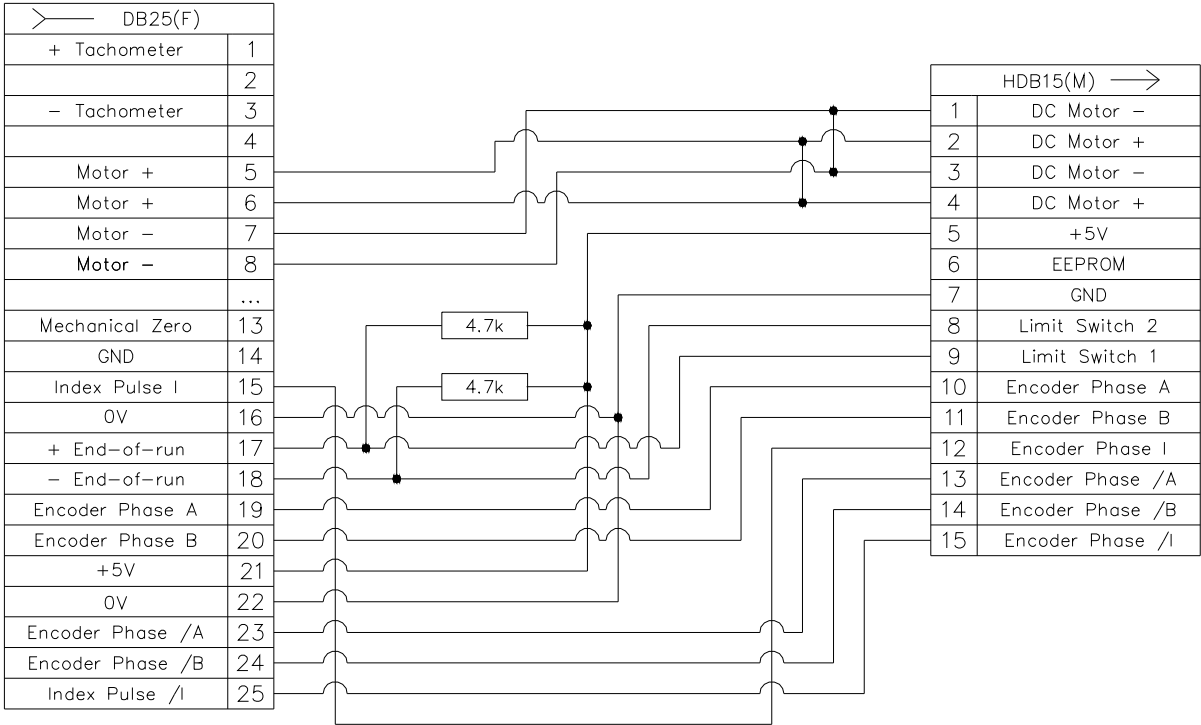 DB25(F)
+ Tachometer 1
2
- Tachometer 3
4
Motor + 5
Motor + 6
Motor - 7
Motor - 8
...
Mechanical Zero 13
GND 14
Index Pulse I 15
0V 16
+ End-of-run 17
- End-of-run 18
Encoder Phase A 19
Encoder Phase B 20
+5V 21
0V 22
Encoder Phase /A 23
Encoder Phase /B 24
Index Pulse /I 25
4.7k
4.7k
HDB15(M)
1 DC Motor -
2 DC Motor +
3 DC Motor -
4 DC Motor +
5 +5V
6 EEPROM
7 GND
8 Limit Switch 2
9 Limit Switch 1
10 Encoder Phase A
11 Encoder Phase B
12 Encoder Phase I
13 Encoder Phase /A
14 Encoder Phase /B
15 Encoder Phase /I